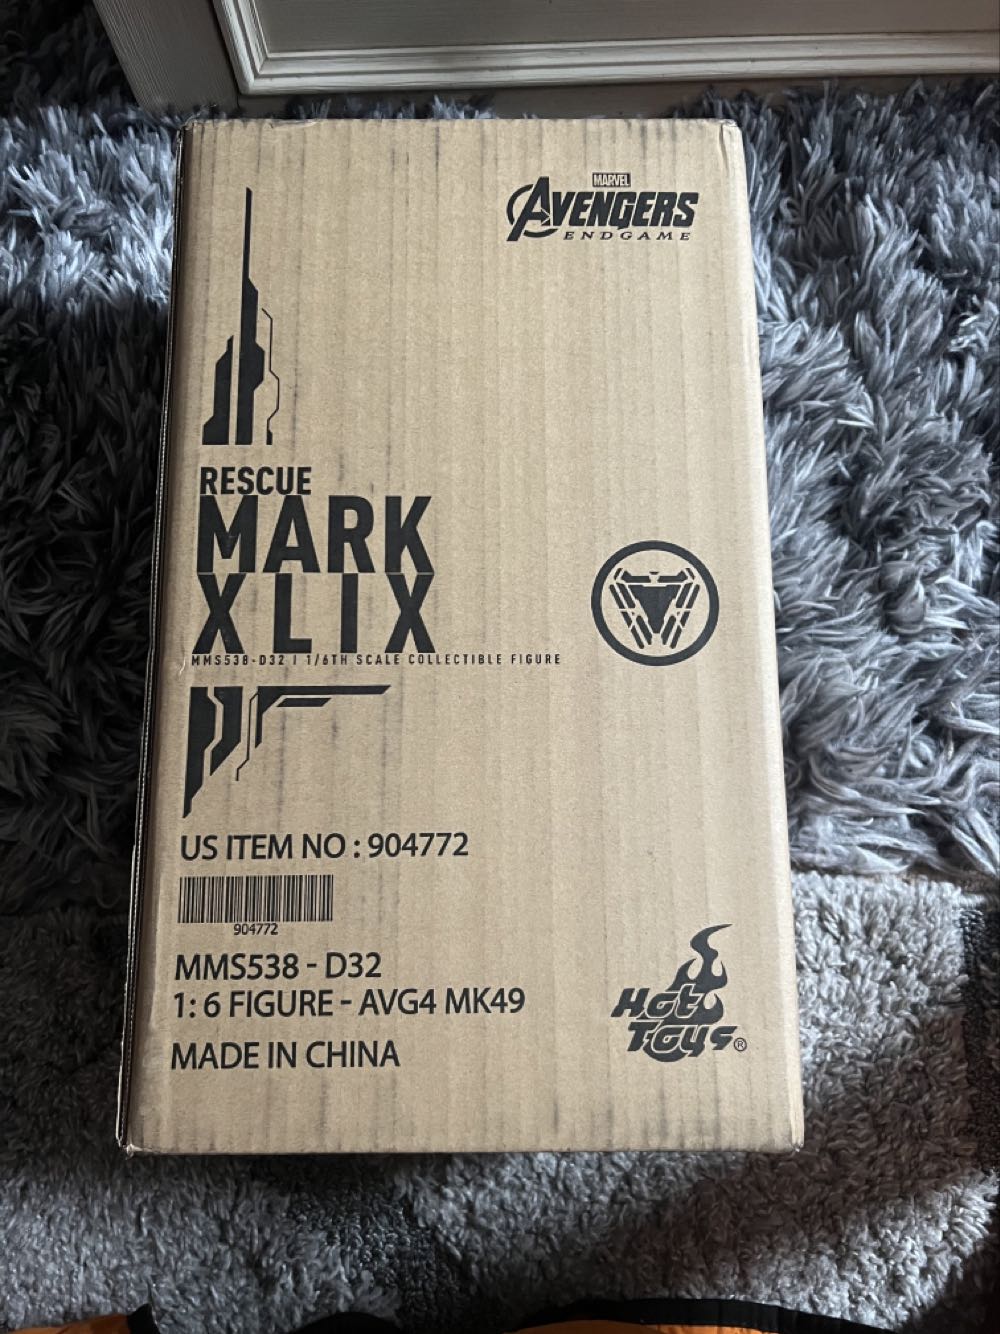 MARVEL
AVENGERS
ENDGAME
RESCUE
MARK
XLIX
MMS538-D32 | 1/6TH SCALE COLLECTIBLE FIGURE
US ITEM NO : 904772
904772
MMS538 - D32
1: 6 FIGURE - AVG4 MK49
MADE IN CHINA
Hot
Toys®